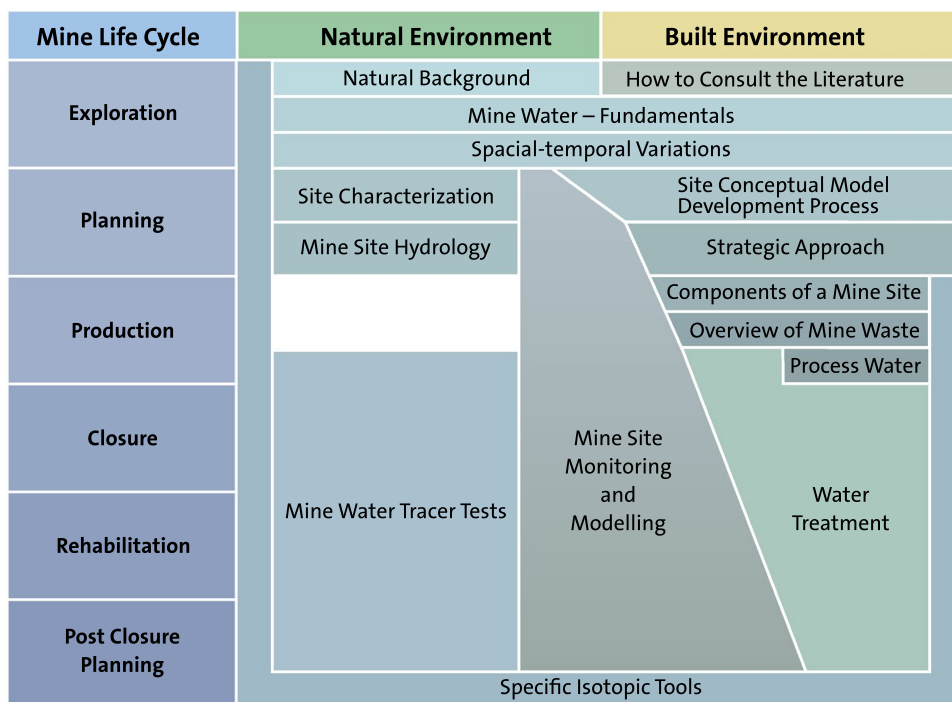 Mine Life Cycle
Natural Environment
Built Environment
Exploration
Natural Background
How to Consult the Literature
Mine Water – Fundamentals
Spacial-temporal Variations
Planning
Site Characterization
Site Conceptual Model
Development Process
Mine Site Hydrology
Strategic Approach
Production
Components of a Mine Site
Overview of Mine Waste
Process Water
Closure
Mine Site
Monitoring
and
Modelling
Mine Water Tracer Tests
Water
Treatment
Rehabilitation
Post Closure
Planning
Specific Isotopic Tools